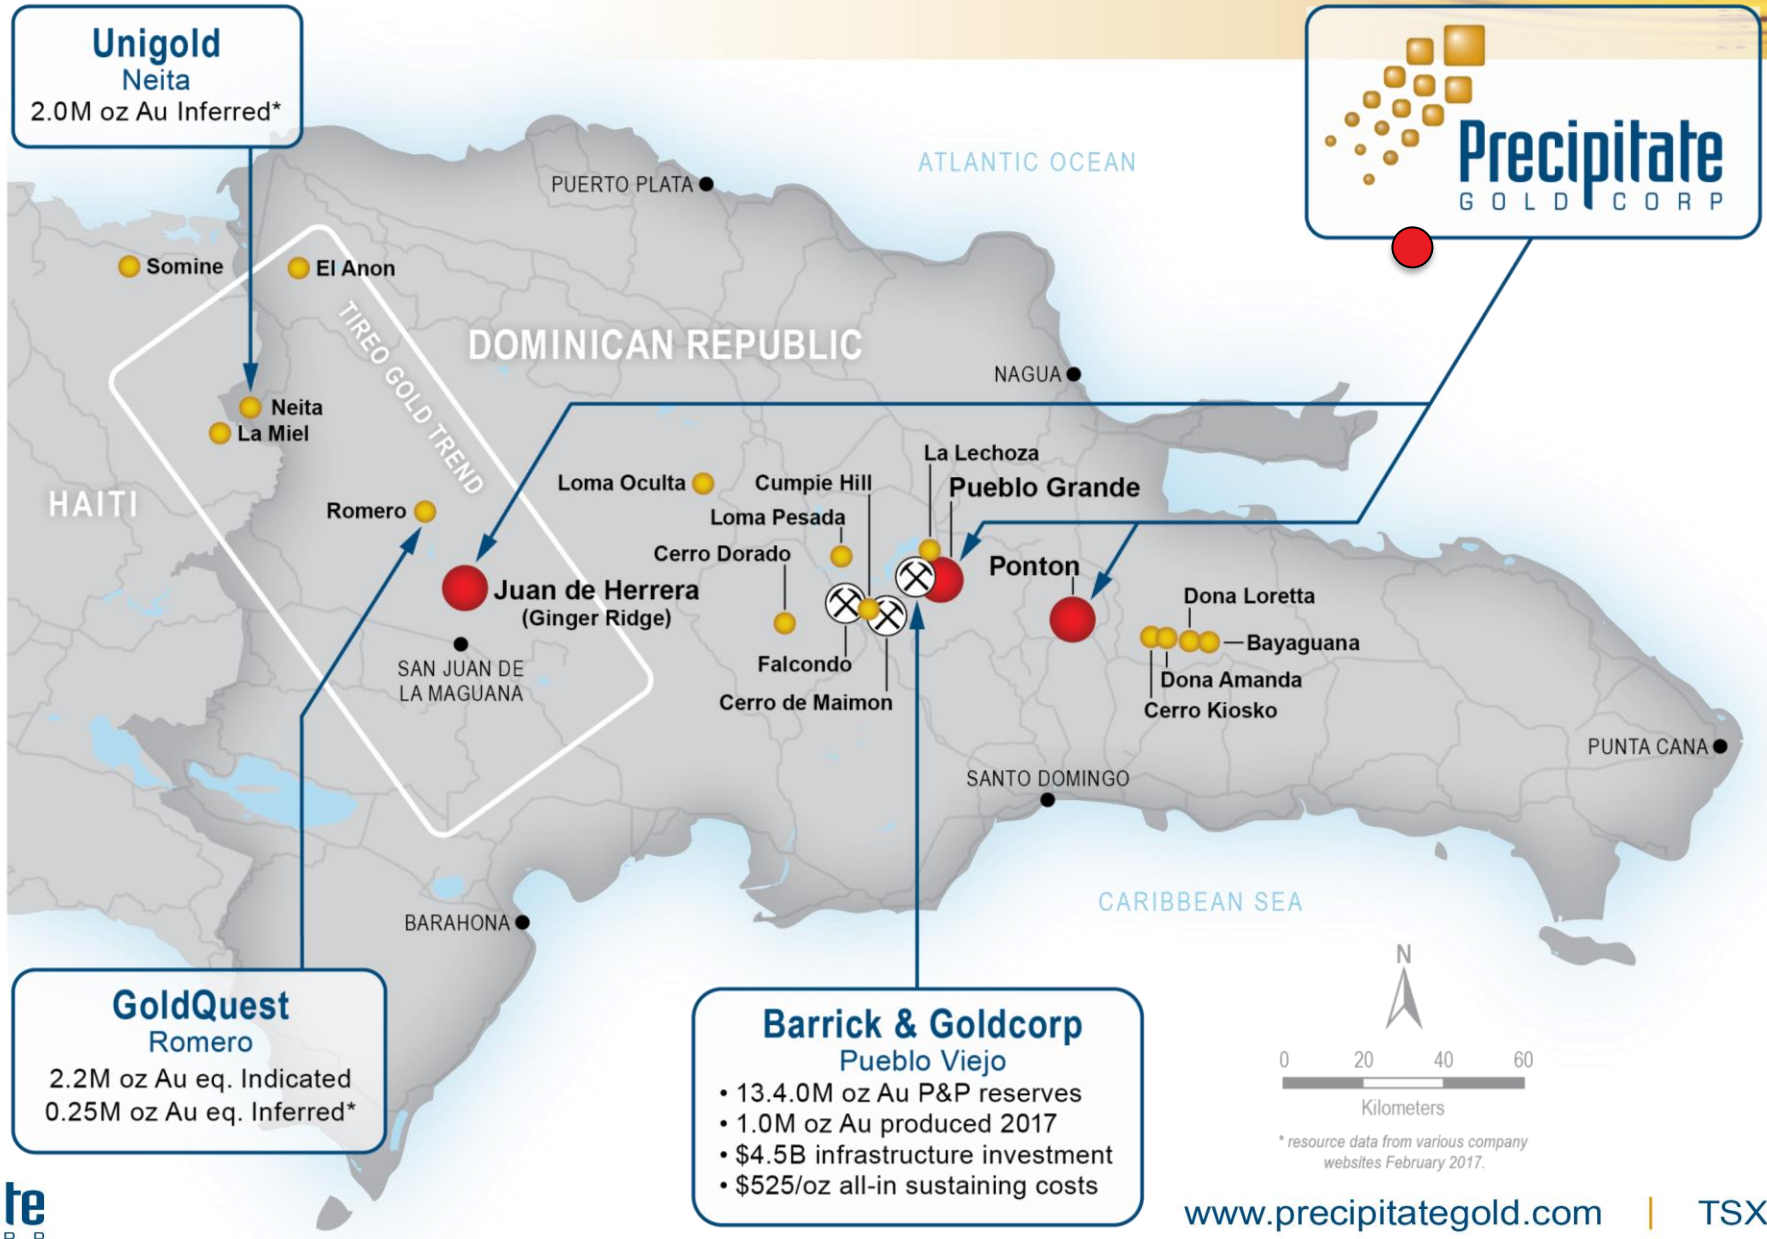 Unigold
Neita
2.0M oz Au Inferred*
Precipitate
GOLD CORP
ATLANTIC OCEAN
PUERTO PLATA
Somine
El Anon
TIREO GOLD TREND
DOMINICAN REPUBLIC
NAGUA
Neita
La Miel
HAITI
Romero
Loma Oculta
Cumpie Hill
La Lechoza
Pueblo Grande
Loma Pesada
Cerro Dorado
Ponton
Juan de Herrera
(Ginger Ridge)
Dona Loretta
Bayaguana
Dona Amanda
Cerro Kiosko
Falcondo
Cerro de Maimon
SAN JUAN DE
LA MAGUANA
PUNTA CANA
SANTO DOMINGO
CARIBBEAN SEA
BARAHONA
GoldQuest
Romero
2.2M oz Au eq. Indicated
0.25M oz Au eq. Inferred*
Barrick & Goldcorp
Pueblo Viejo
• 13.4.0M oz Au P&P reserves
• 1.0M oz Au produced 2017
• $4.5B infrastructure investment
• $525/oz all-in sustaining costs
N
0 20 40 60
Kilometers
* resource data from various company
websites February 2017.
te
R P
www.precipitategold.com | TSX